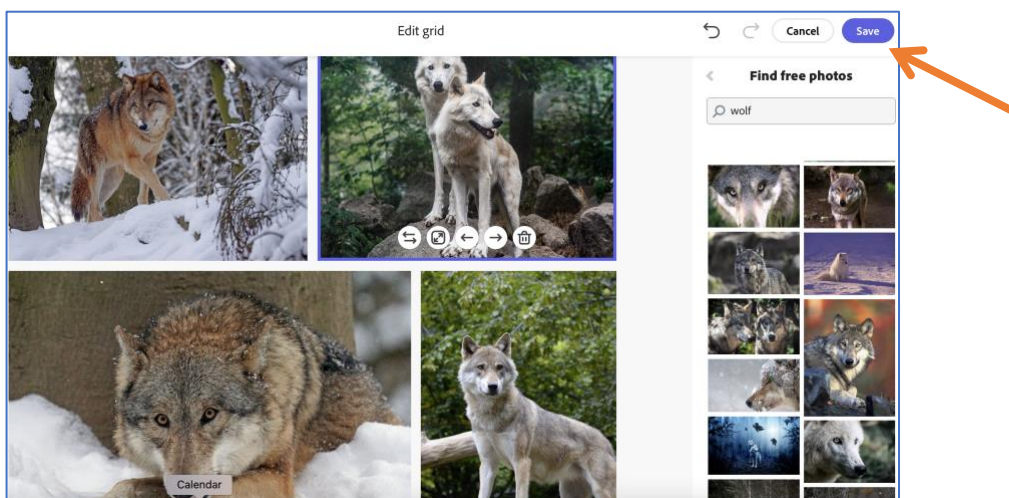 Edit grid
Cancel
Save
Find free photos
wolf
Calendar